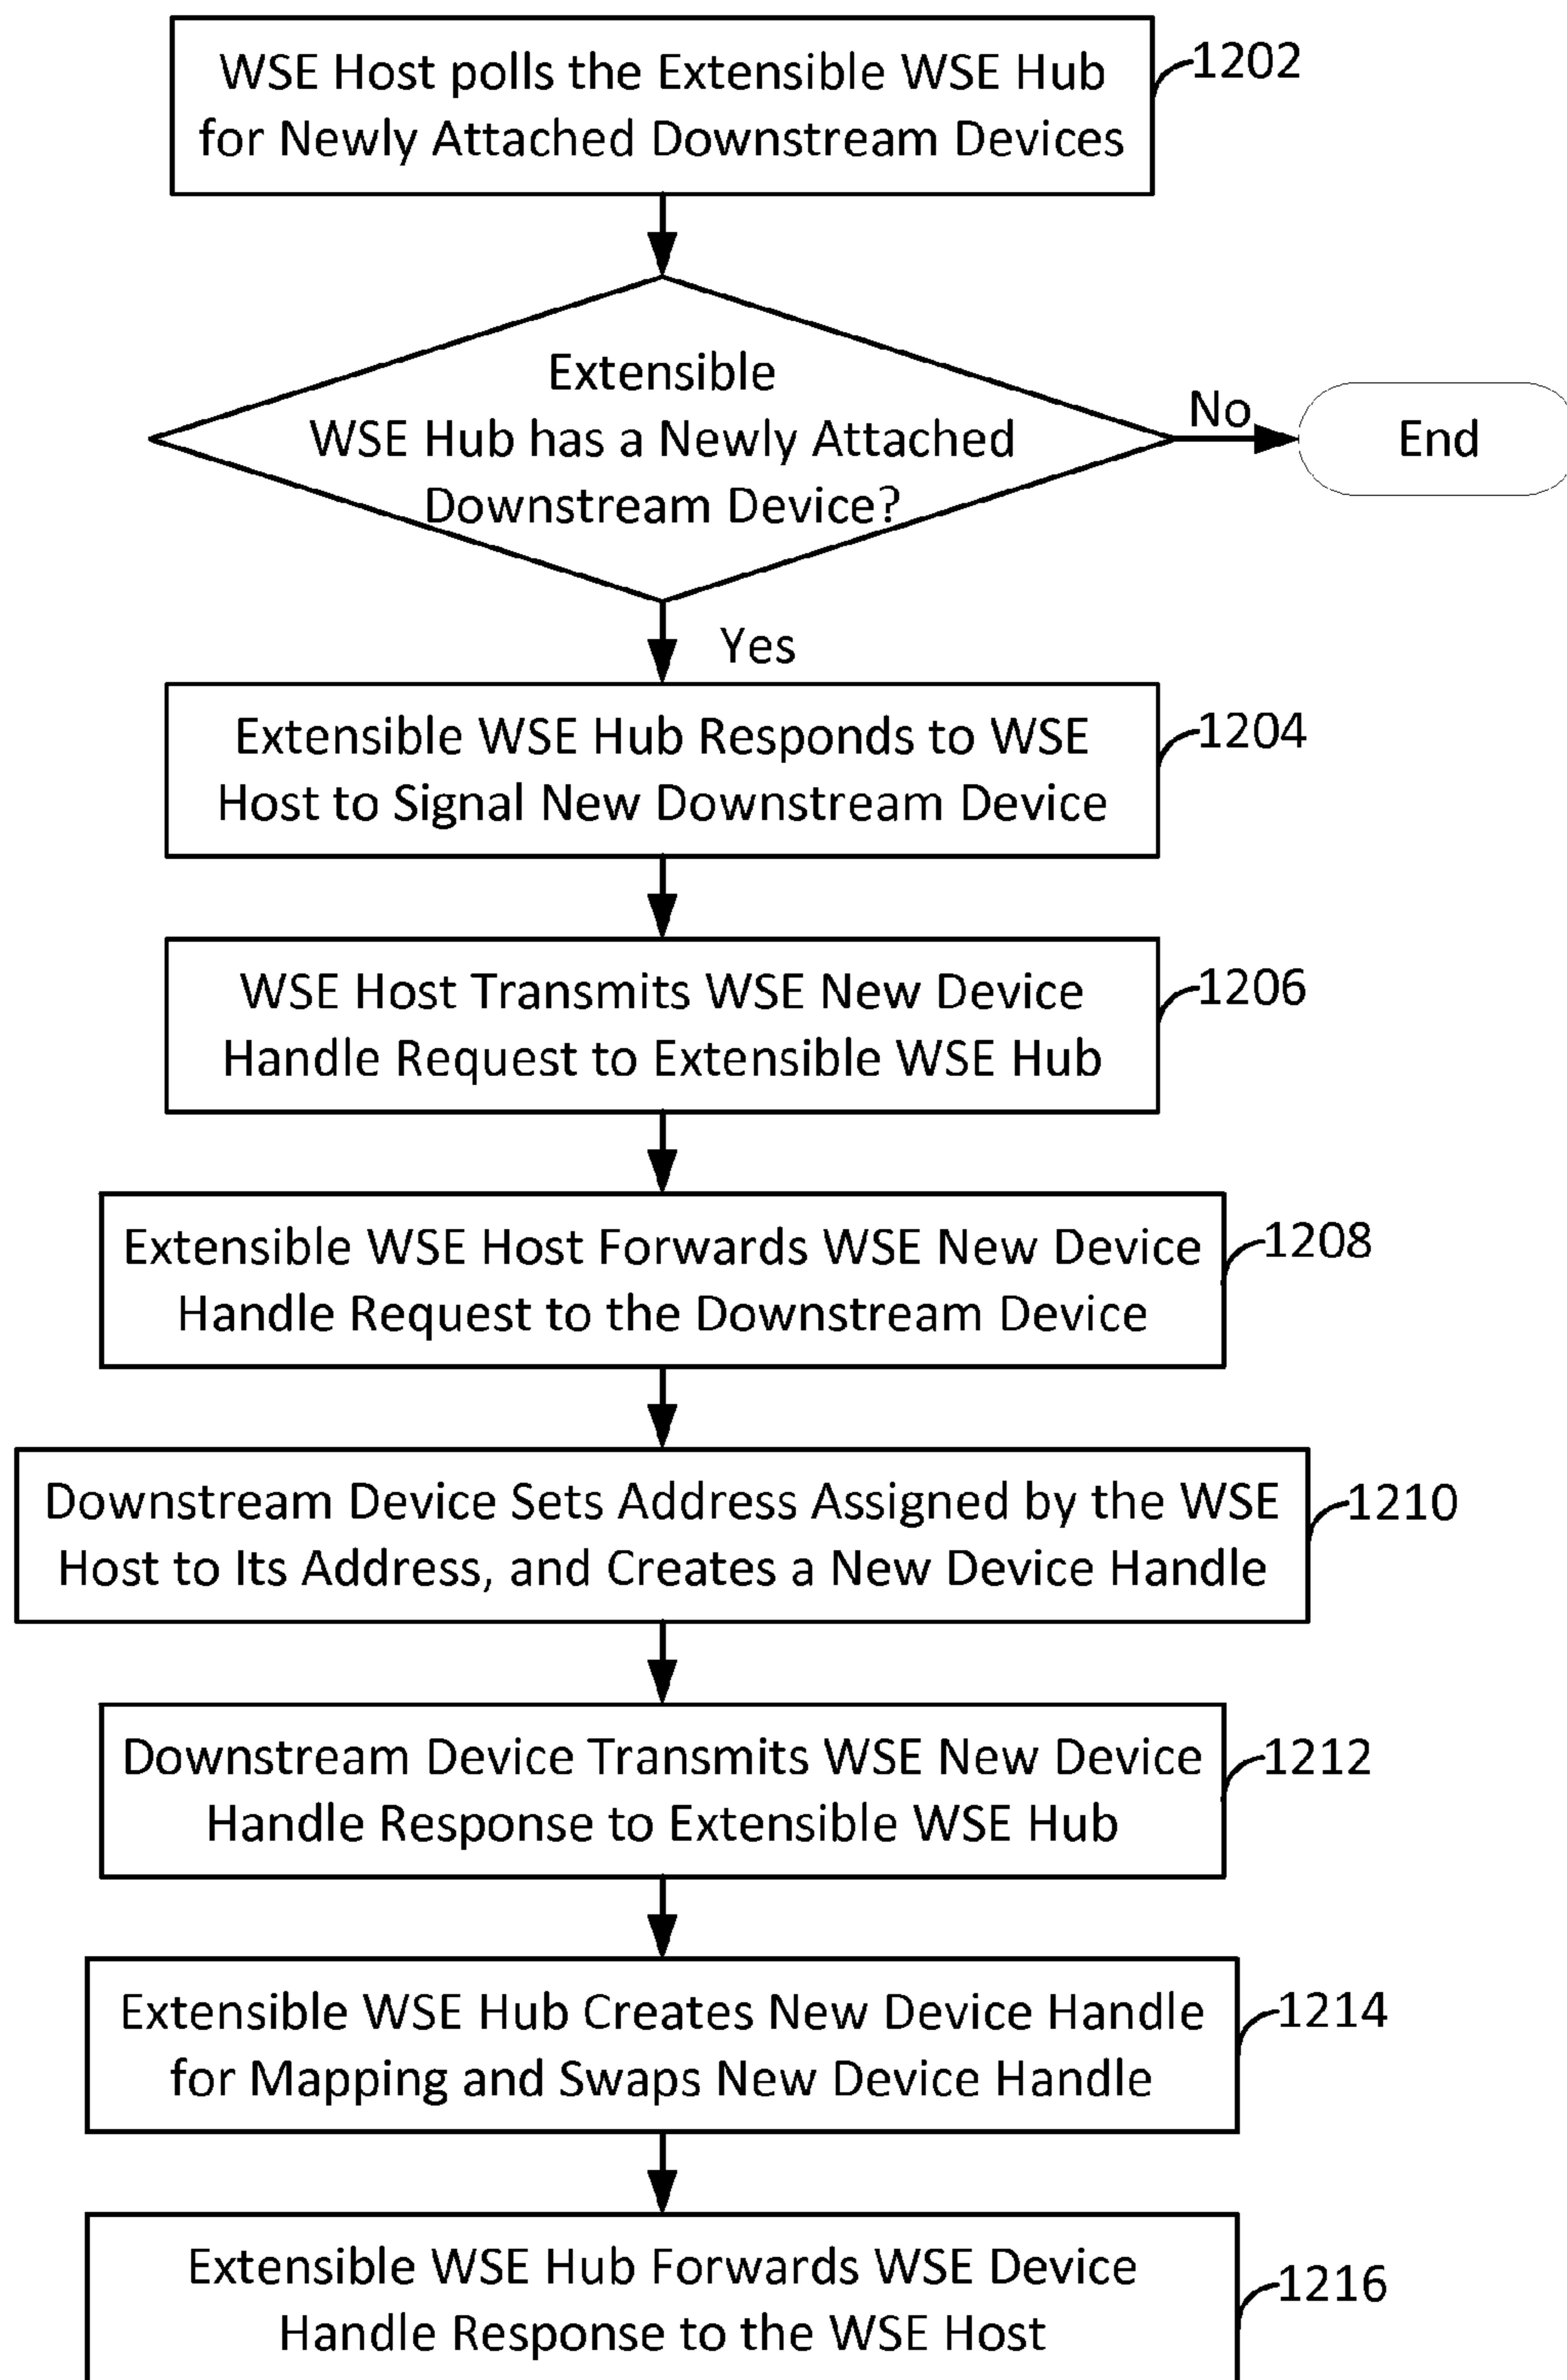 WSE Host polls the Extensible WSE Hub
for Newly Attached Downstream Devices
1202
Extensible
WSE Hub has a Newly Attached
Downstream Device?
No
End
Yes
Extensible WSE Hub Responds to WSE
Host to Signal New Downstream Device
1204
WSE Host Transmits WSE New Device
Handle Request to Extensible WSE Hub
1206
Extensible WSE Host Forwards WSE New Device
Handle Request to the Downstream Device
1208
Downstream Device Sets Address Assigned by the WSE
Host to Its Address, and Creates a New Device Handle
1210
Downstream Device Transmits WSE New Device
Handle Response to Extensible WSE Hub
1212
Extensible WSE Hub Creates New Device Handle
for Mapping and Swaps New Device Handle
1214
Extensible WSE Hub Forwards WSE Device
Handle Response to the WSE Host
1216